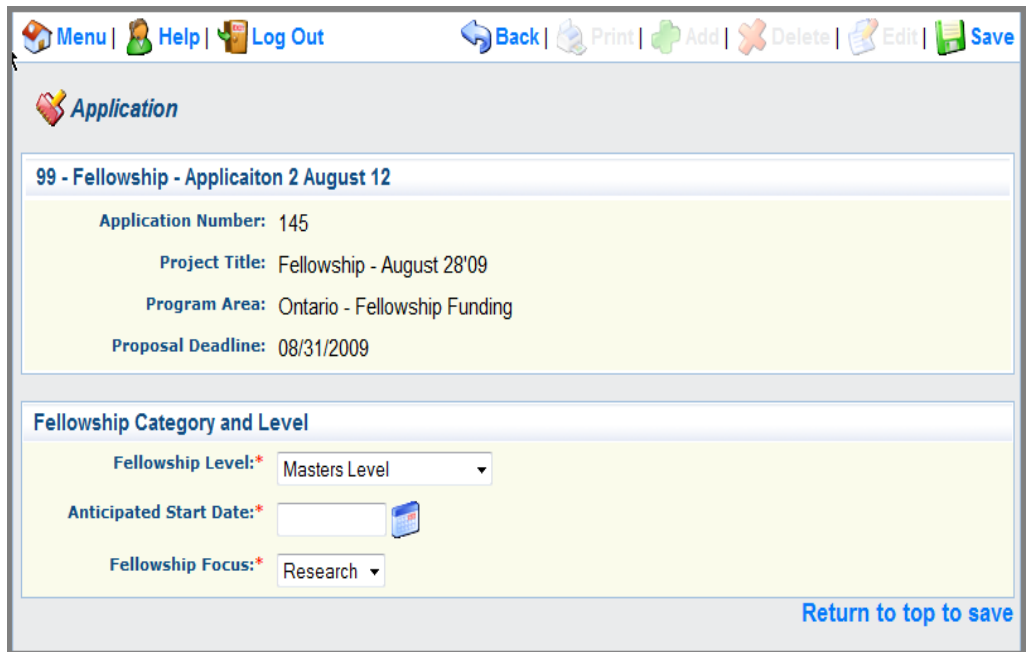 Menu | Help | Log Out Back | Print | Add | Delete | Edit | Save
Application
99 - Fellowship - Applicaiton 2 August 12
Application Number: 145
Project Title: Fellowship - August 28'09
Program Area: Ontario - Fellowship Funding
Proposal Deadline: 08/31/2009
Fellowship Category and Level
Fellowship Level:* Masters Level
Anticipated Start Date:*
Fellowship Focus:* Research
Return to top to save